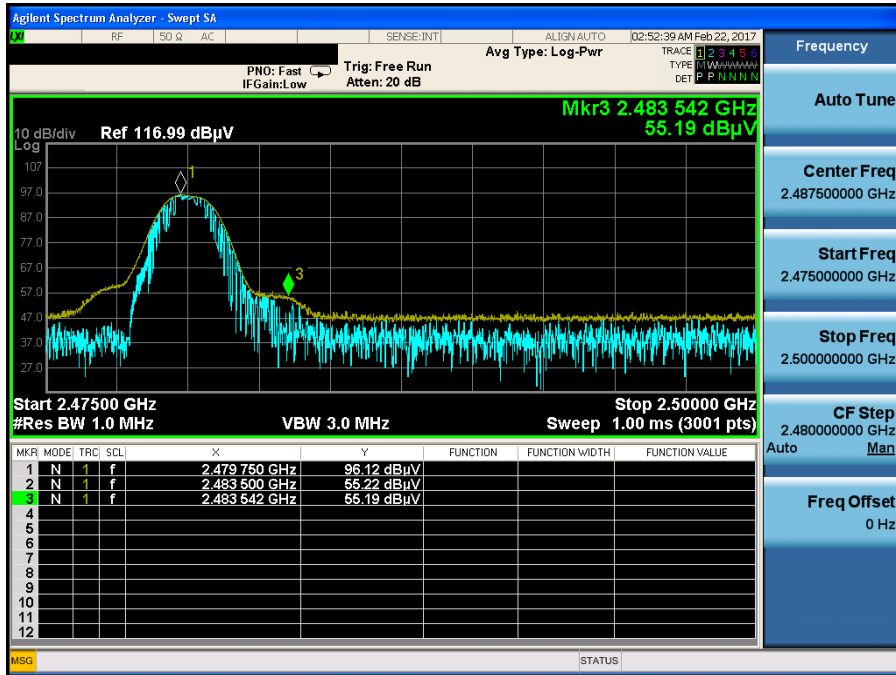 Agilent Spectrum Analyzer - Swept SA
LXI RF 50 Ω AC SENSE:INT ALIGN AUTO 02:52:39 AM Feb 22, 2017
Avg Type: Log-Pwr
TRACE 1 2 3 4 5 6
PNO: Fast Trig: Free Run TYPE MWWWWW
IFGain:Low Atten: 20 dB DET P P N N N N
Mkr3 2.483 542 GHz
55.19 dBµV
10 dB/div Ref 116.99 dBµV
Log
107
97.0
87.0
77.0
67.0
57.0
47.0
37.0
27.0
1
3
Start 2.47500 GHz Stop 2.50000 GHz
#Res BW 1.0 MHz VBW 3.0 MHz Sweep 1.00 ms (3001 pts)
MKR MODE TRC SCL X Y FUNCTION FUNCTION WIDTH FUNCTION VALUE
1 N 1 f 2.479 750 GHz 96.12 dBµV
2 N 1 f 2.483 500 GHz 55.22 dBµV
3 N 1 f 2.483 542 GHz 55.19 dBµV
4
5
6
7
8
9
10
11
12
MSG STATUS
Frequency
Auto Tune
Center Freq
2.487500000 GHz
Start Freq
2.475000000 GHz
Stop Freq
2.500000000 GHz
CF Step
2.480000000 GHz
Auto Man
Freq Offset
0 Hz